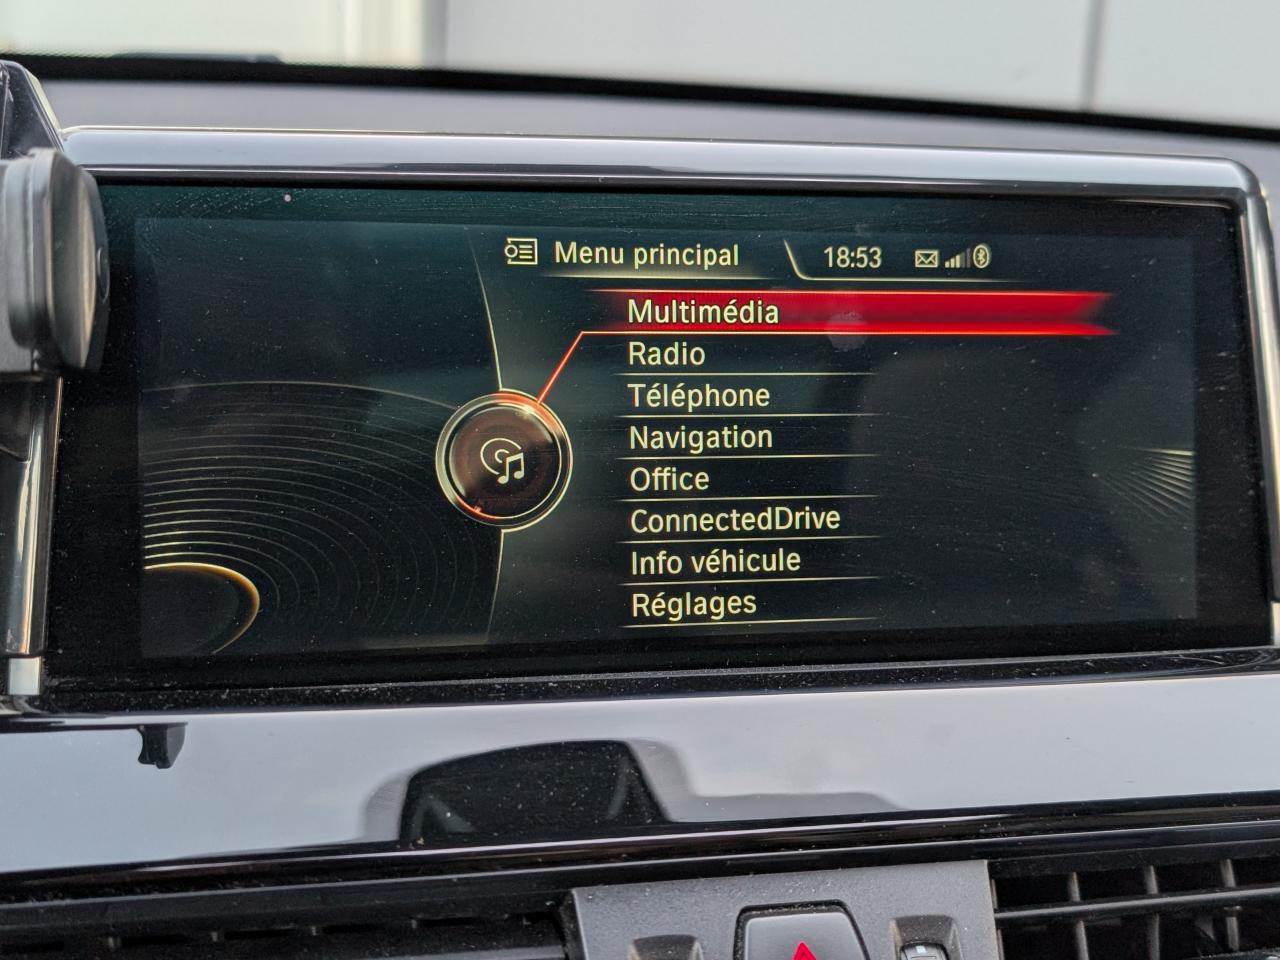 Menu principal 18:53
Multimédia
Radio
Téléphone
Navigation
Office
ConnectedDrive
Info véhicule
Réglages